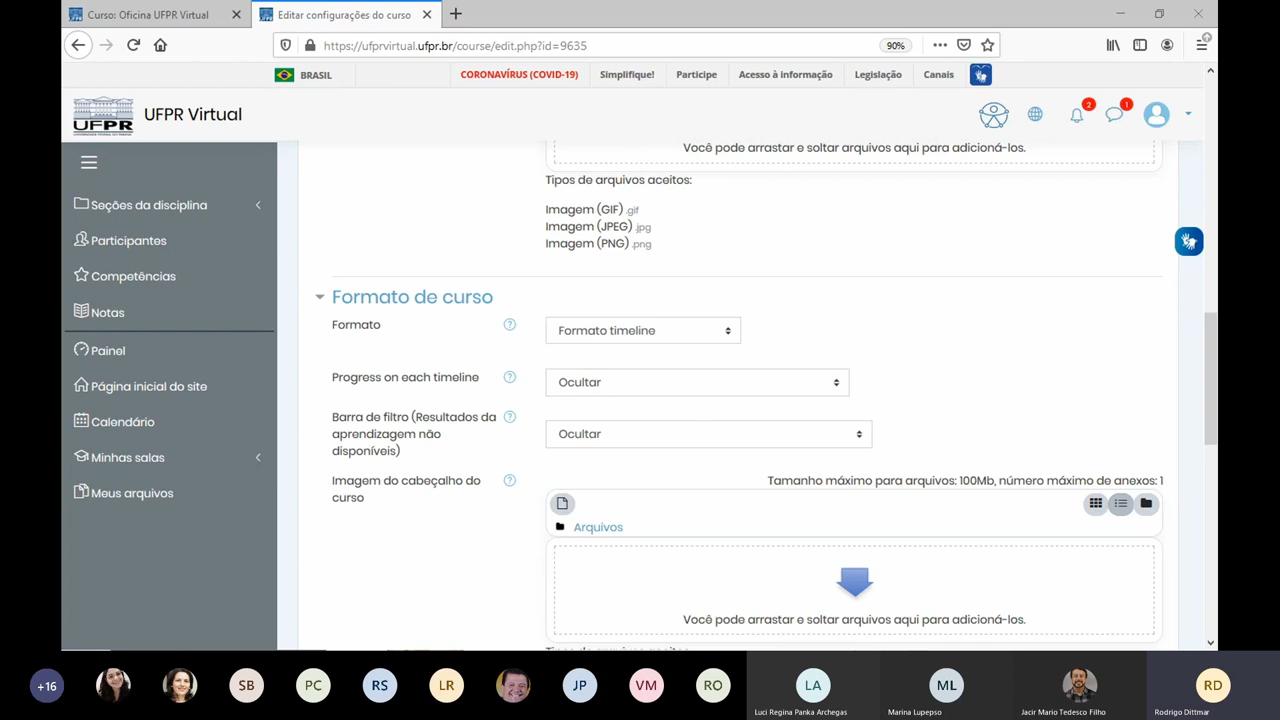 Curso: Oficina UFPR Virtual
Editar configurações do curso
https://ufprvirtual.ufpr.br/course/edit.php?id=9635
90%
BRASIL
CORONAVÍRUS (COVID-19)
Simplifique!
Participe
Acesso à informação
Legislação
Canais
UFPR
UFPR Virtual
2
1
Seções da disciplina
Participantes
Competências
Notas
Painel
Página inicial do site
Calendário
Minhas salas
Meus arquivos
Você pode arrastar e soltar arquivos aqui para adicioná-los.
Tipos de arquivos aceitos:
Imagem (GIF) .gif
Imagem (JPEG) .jpg
Imagem (PNG) .png
Formato de curso
Formato
Formato timeline
Progress on each timeline
Ocultar
Barra de filtro (Resultados da
aprendizagem não
disponíveis)
Ocultar
Imagem do cabeçalho do
curso
Tamanho máximo para arquivos: 100Mb, número máximo de anexos: 1
Arquivos
Você pode arrastar e soltar arquivos aqui para adicioná-los.
Tipos de arquivos aceitos:
+16
SB
PC
RS
LR
JP
VM
RO
LA
Luci Regina Panka Archegas
ML
Marina Lupepso
Jacir Mario Tedesco Filho
RD
Rodrigo Dittmar